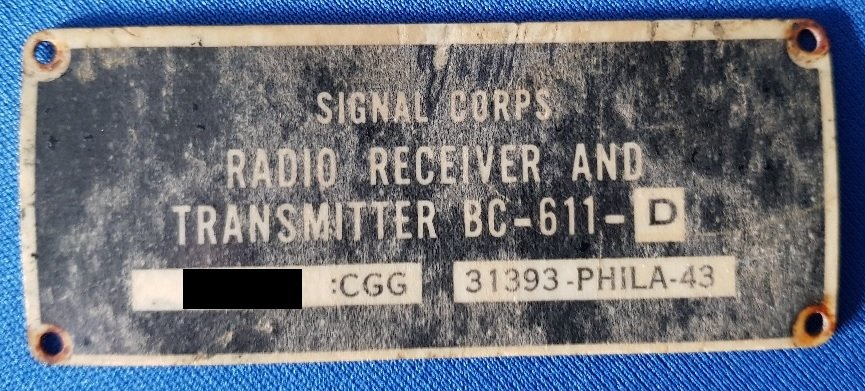 SIGNAL CORPS
RADIO RECEIVER AND
TRANSMITTER BC-611-D
:CGG 31393-PHILA-43